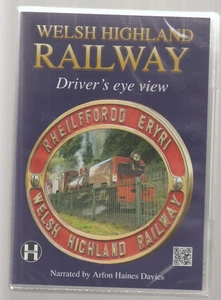 WELSH HIGHLAND
RAILWAY
Driver's eye view
RHEILFFORDD ERYRI
WELSH HIGHLAND RAILWAY
H
Narrated by Arfon Haines Davies